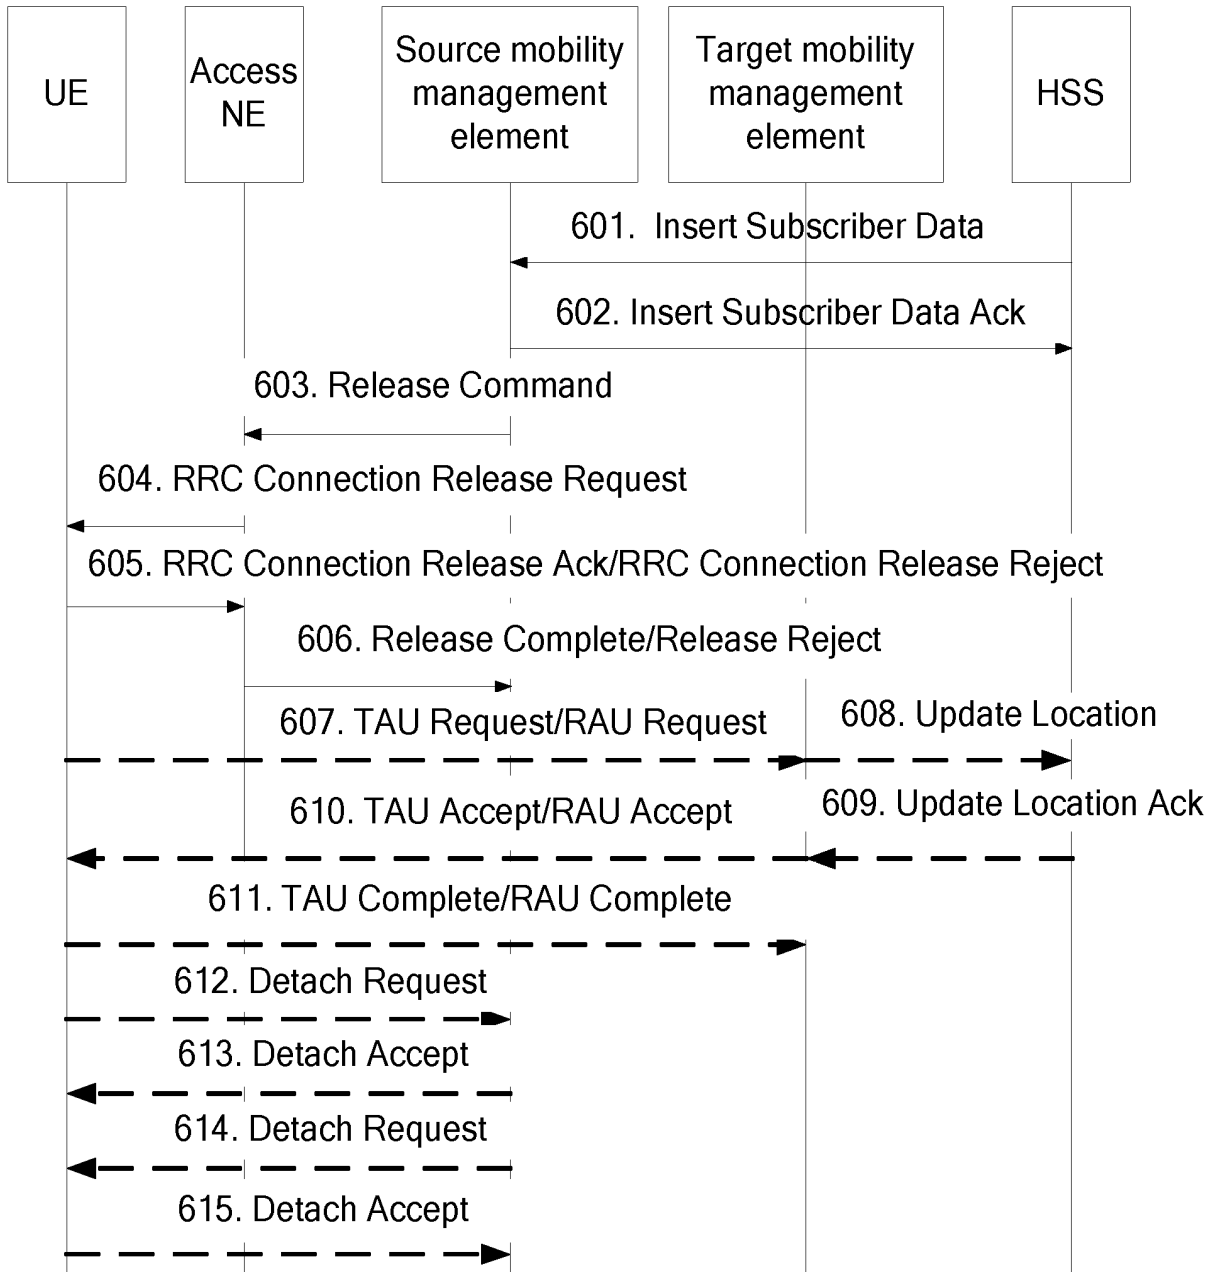 UE
Access
NE
Source mobility
management
element
Target mobility
management
element
HSS
601. Insert Subscriber Data
602. Insert Subscriber Data Ack
603. Release Command
604. RRC Connection Release Request
605. RRC Connection Release Ack/RRC Connection Release Reject
606. Release Complete/Release Reject
607. TAU Request/RAU Request
608. Update Location
610. TAU Accept/RAU Accept
609. Update Location Ack
611. TAU Complete/RAU Complete
612. Detach Request
613. Detach Accept
614. Detach Request
615. Detach Accept